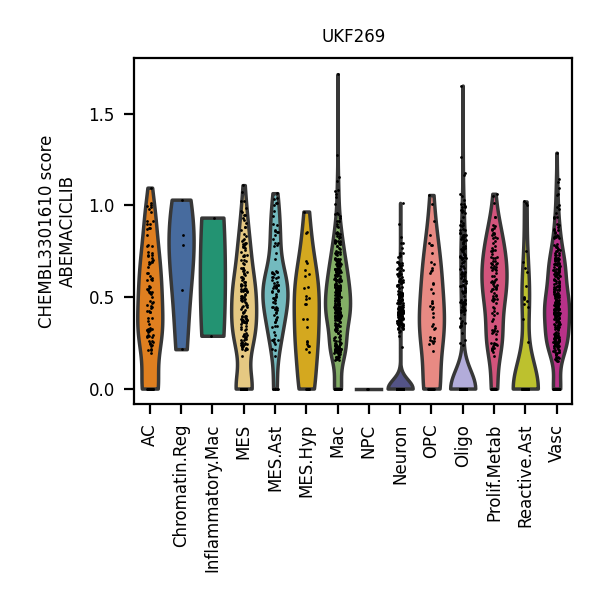 UKF269
CHEMBL3301610 score
ABEMACICLIB
1.5
1.0
0.5
0.0
AC
Chromatin.Reg
Inflammatory.Mac
MES
MES.Ast
MES.Hyp
Mac
NPC
Neuron
OPC
Oligo
Prolif.Metab
Reactive.Ast
Vasc